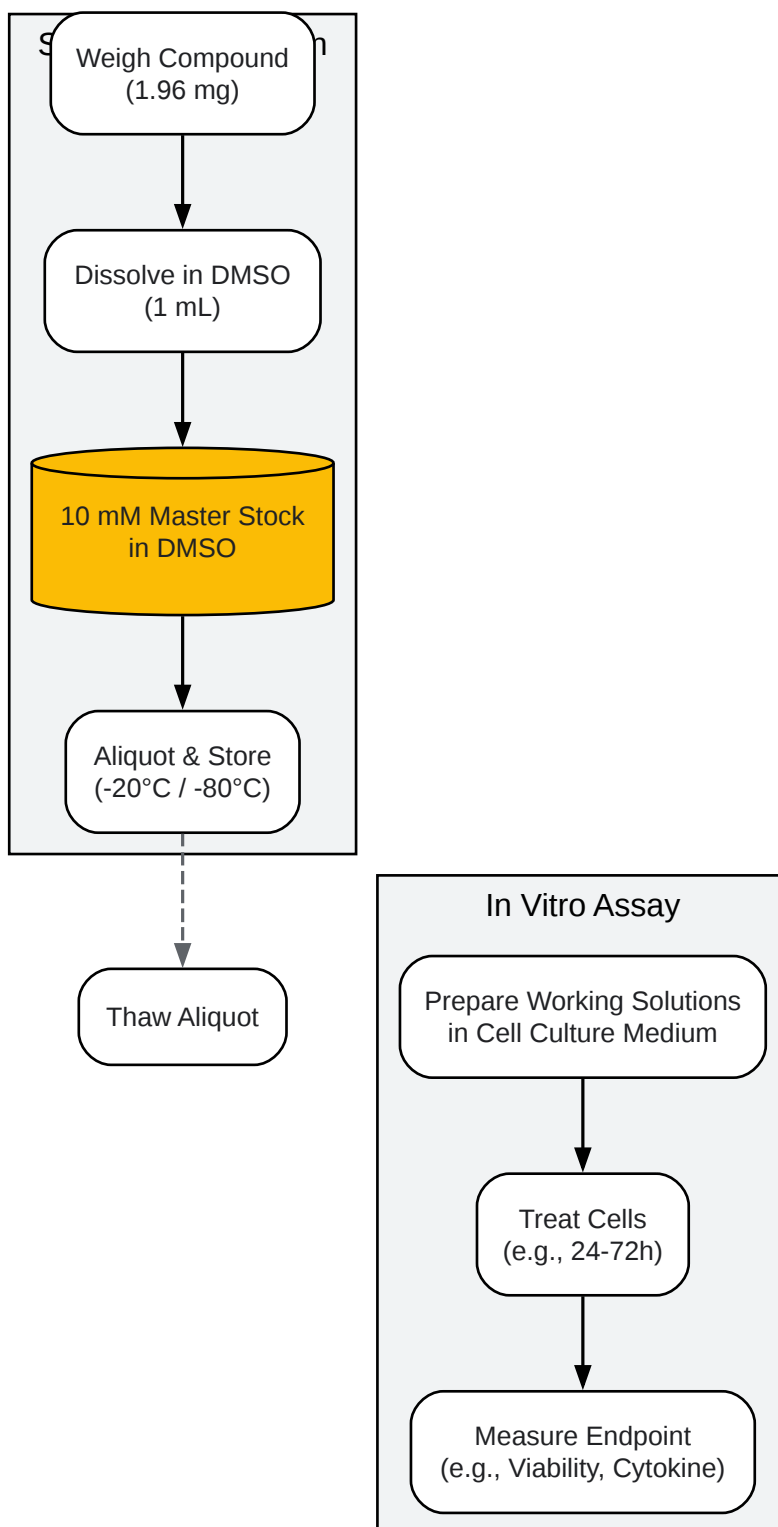 Weigh Compound
(1.96 mg)
Dissolve in DMSO
(1 mL)
10 mM Master Stock
in DMSO
Aliquot & Store
(-20°C / -80°C)
Thaw Aliquot
In Vitro Assay
Prepare Working Solutions
in Cell Culture Medium
Treat Cells
(e.g., 24-72h)
Measure Endpoint
(e.g., Viability, Cytokine)